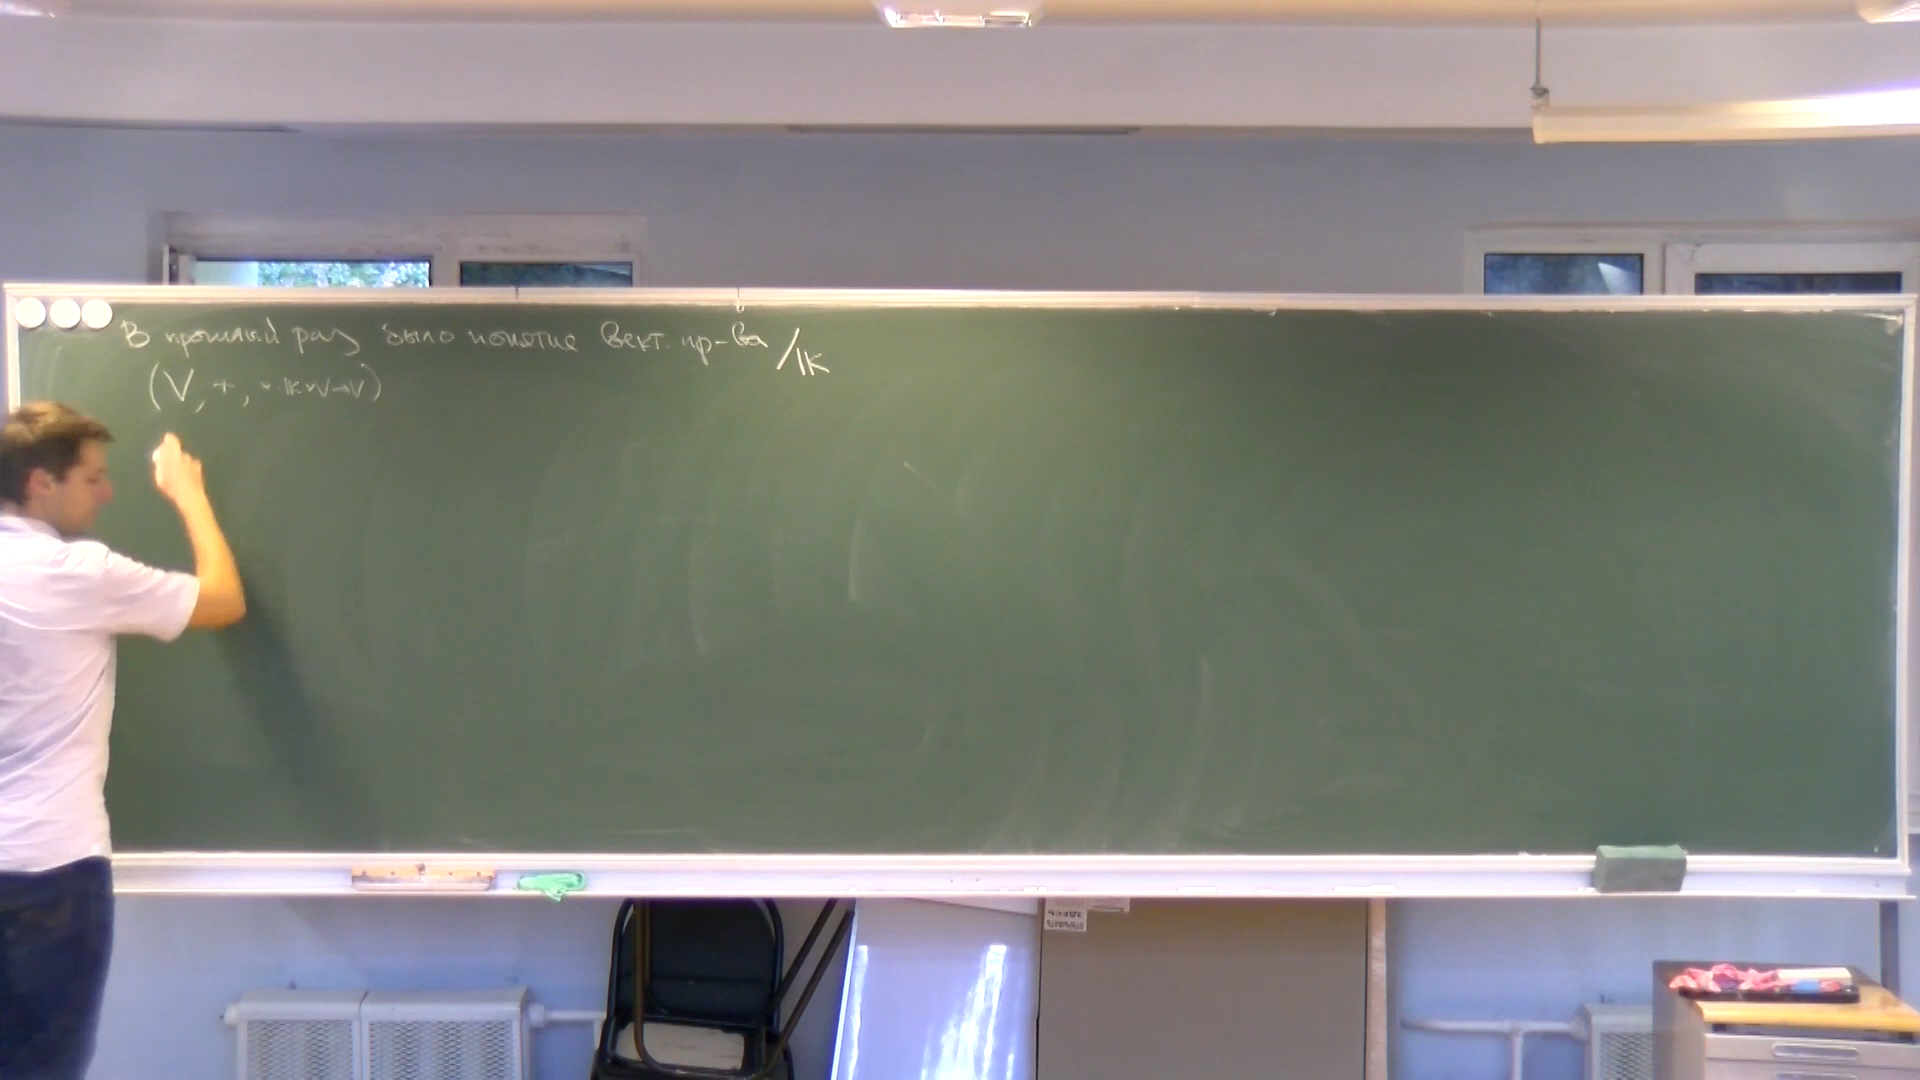 В прошлый раз было понятие вект. пр-ва /𝕂
(V, +, ·: 𝕂×V→V)